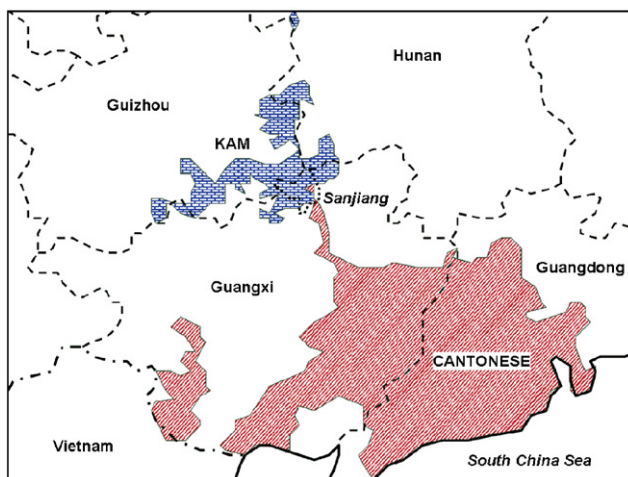 Hunan
Guizhou
KAM
Sanjiang
Guangdong
Guangxi
CANTONESE
Vietnam
South China Sea